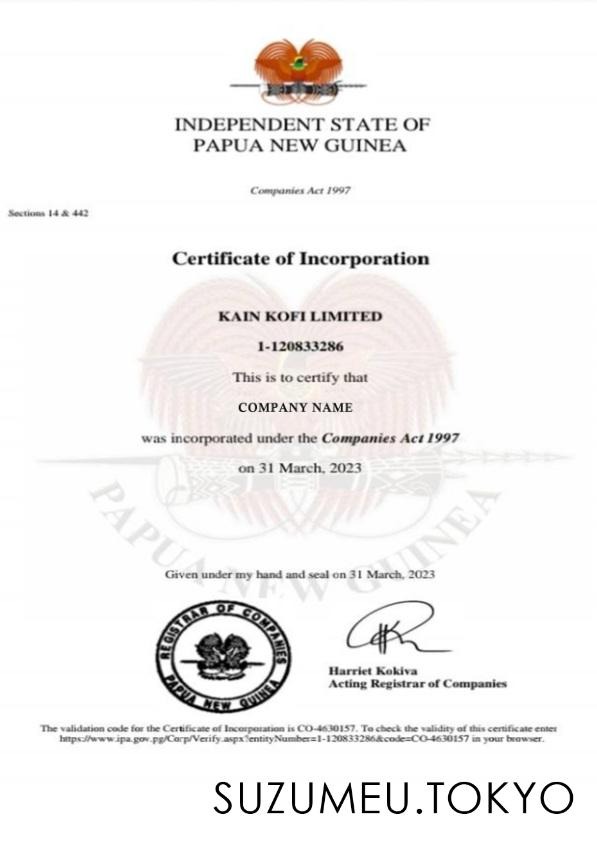 INDEPENDENT STATE OF
PAPUA NEW GUINEA
Companies Act 1997
Sections 14 & 442
Certificate of Incorporation
KAIN KOFI LIMITED
1-120833286
This is to certify that
COMPANY NAME
was incorporated under the Companies Act 1997
on 31 March, 2023
PAPUA NEW GUINEA
Given under my hand and seal on 31 March, 2023
REGISTRAR OF COMPANIES
PAPUA NEW GUINEA
Harriet Kokiva
Acting Registrar of Companies
The validation code for the Certificate of Incorporation is CO-4630157. To check the validity of this certificate enter
https://www.ipa.gov.pg/Corp/Verify.aspx?entityNumber=1-120833286&code=CO-4630157 in your browser.
SUZUMEU.TOKYO